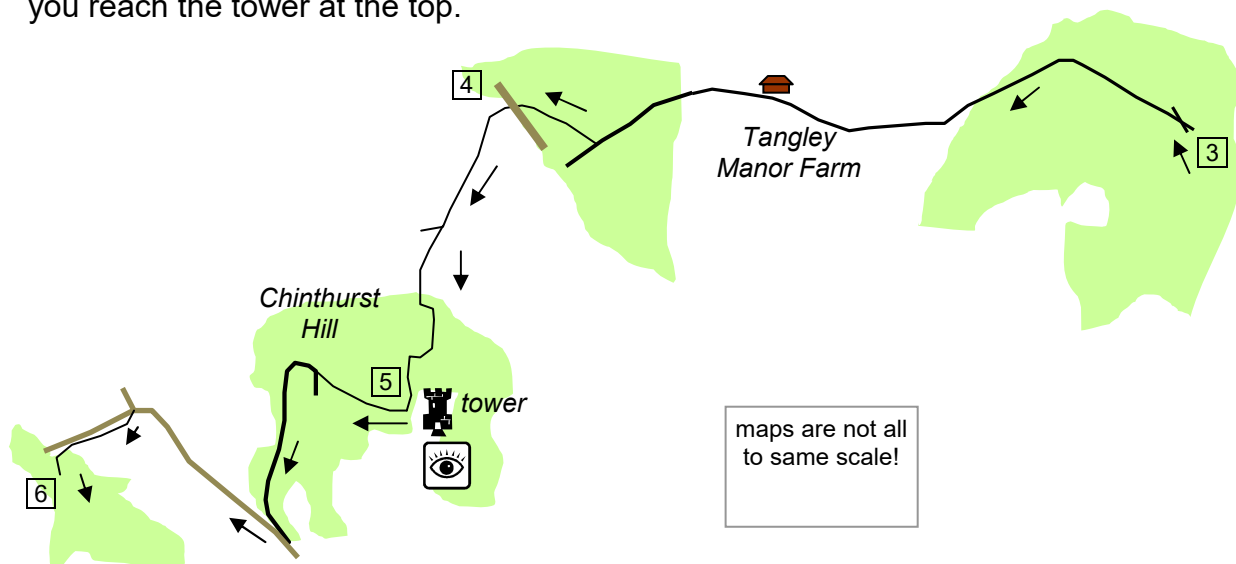 you reach the tower at the top.
4
3
Tangley
Manor Farm
Chinthurst
Hill
5
tower
maps are not all
to same scale!
6